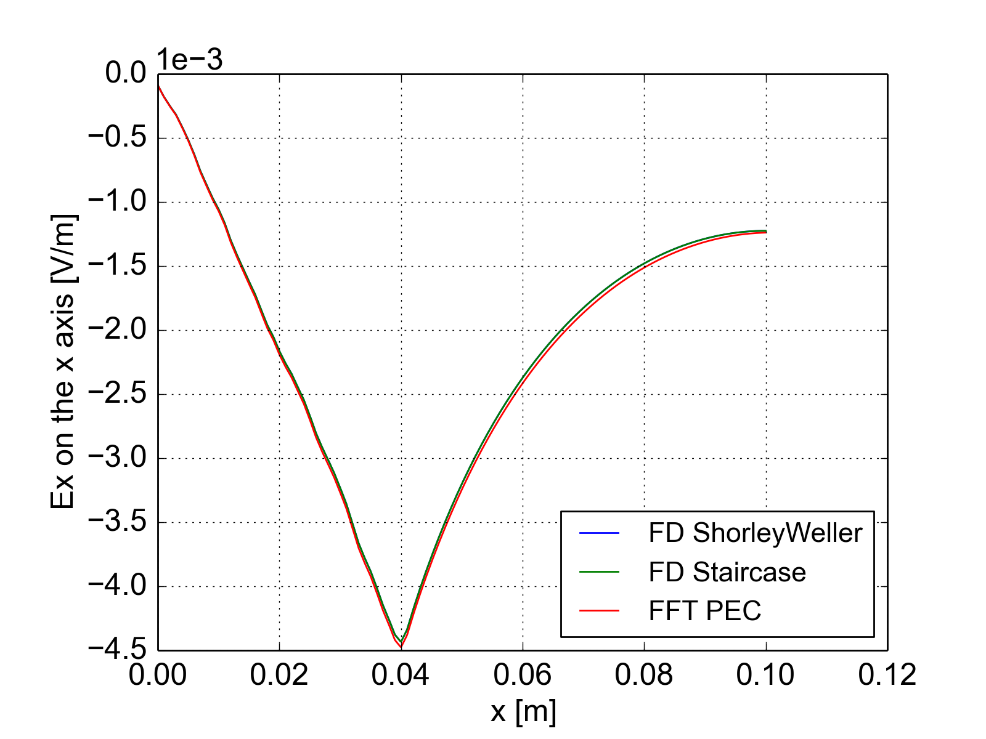 1e−3
0.0
−0.5
−1.0
−1.5
−2.0
−2.5
−3.0
−3.5
−4.0
−4.5
Ex on the x axis [V/m]
0.00 0.02 0.04 0.06 0.08 0.10 0.12
x [m]
FD ShorleyWeller
FD Staircase
FFT PEC